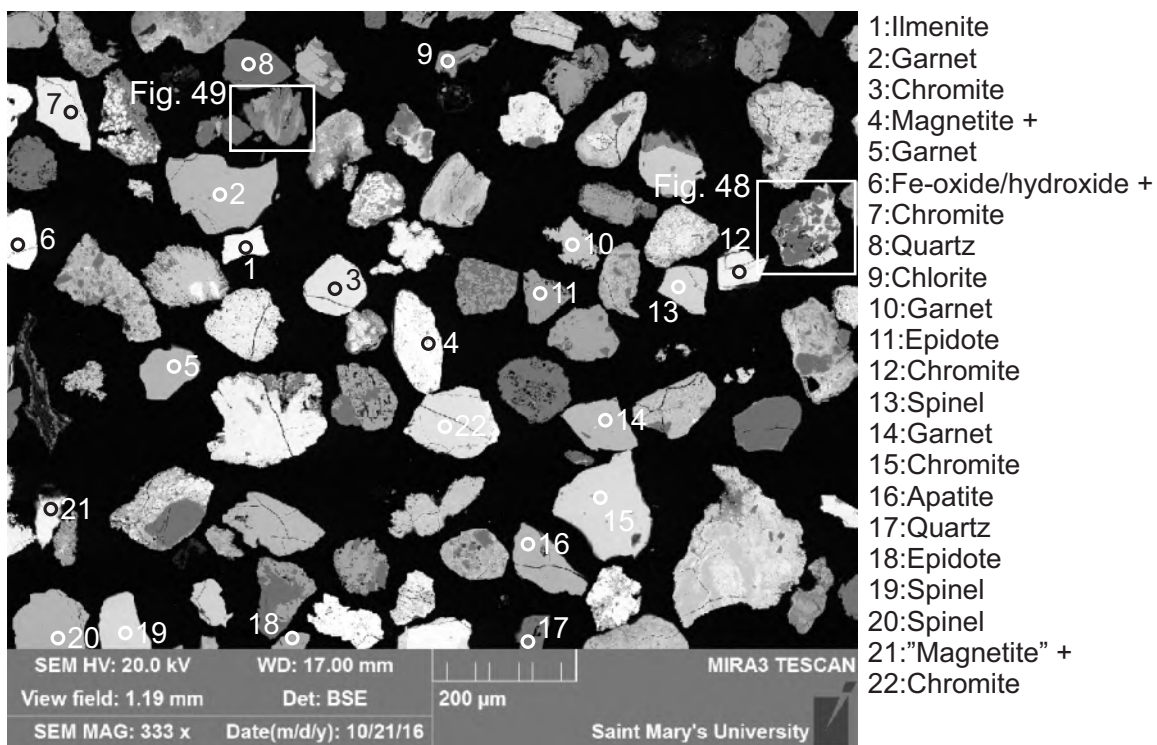 8
9
Fig. 49
7
2
Fig. 48
6
10
12
1
3
11
13
4
5
14
22
21
15
16
20
19
18
17
SEM HV: 20.0 kV
WD: 17.00 mm
MIRA3 TESCAN
View field: 1.19 mm
Det: BSE
200 µm
SEM MAG: 333 x
Date(m/d/y): 10/21/16
Saint Mary's University
1:Ilmenite
2:Garnet
3:Chromite
4:Magnetite +
5:Garnet
6:Fe-oxide/hydroxide +
7:Chromite
8:Quartz
9:Chlorite
10:Garnet
11:Epidote
12:Chromite
13:Spinel
14:Garnet
15:Chromite
16:Apatite
17:Quartz
18:Epidote
19:Spinel
20:Spinel
21:”Magnetite” +
22:Chromite